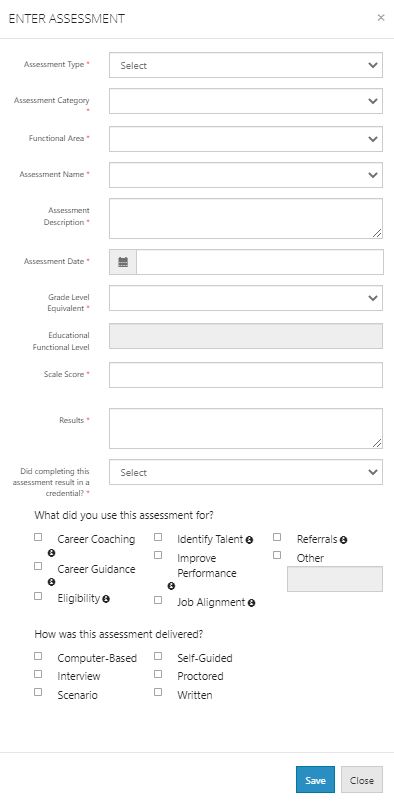 ENTER ASSESSMENT ×
Assessment Type * Select
Assessment Category
*
Functional Area *
Assessment Name *
Assessment
Description *
Assessment Date *
Grade Level
Equivalent *
Educational
Functional Level
Scale Score *
Results *
Did completing this
assessment result in a
credential? *
Select
What did you use this assessment for?
Career Coaching
Career Guidance
Eligibility
Identify Talent
Improve
Performance
Job Alignment
Referrals
Other
How was this assessment delivered?
Computer-Based
Interview
Scenario
Self-Guided
Proctored
Written
Save Close